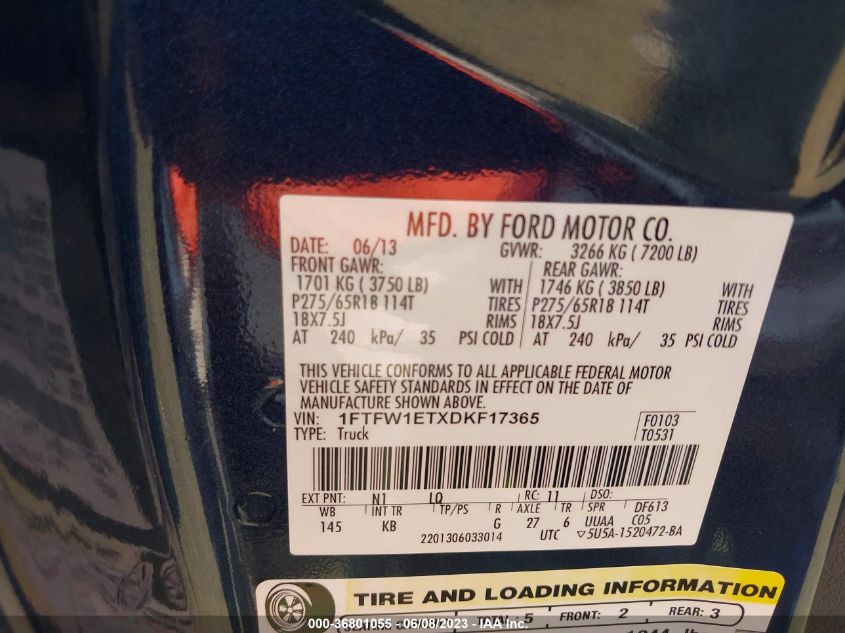 MFD. BY FORD MOTOR CO.
DATE: 06/13 GVWR: 3266 KG ( 7200 LB)
FRONT GAWR: REAR GAWR:
1701 KG ( 3750 LB) WITH 1746 KG ( 3850 LB) WITH
P275/65R18 114T TIRES P275/65R18 114T TIRES
18X7.5J RIMS 18X7.5J RIMS
AT 240 kPa/ 35 PSI COLD AT 240 kPa/ 35 PSI COLD
THIS VEHICLE CONFORMS TO ALL APPLICABLE FEDERAL MOTOR
VEHICLE SAFETY STANDARDS IN EFFECT ON THE DATE OF
MANUFACTURE SHOWN ABOVE.
VIN: 1FTFW1ETXDKF17365 F0103
TYPE: Truck T0531
EXT PNT: N1 LQ RC: 11 DSO:
WB INT TR TP/PS R AXLE TR SPR DF613
145 KB G 27 6 UUAA C05
2201306033014 UTC ▽5U5A-1520472-BA
TIRE AND LOADING INFORMATION
5 FRONT: 2 REAR: 3
000-36801055 - 06/08/2023 - IAA Inc.